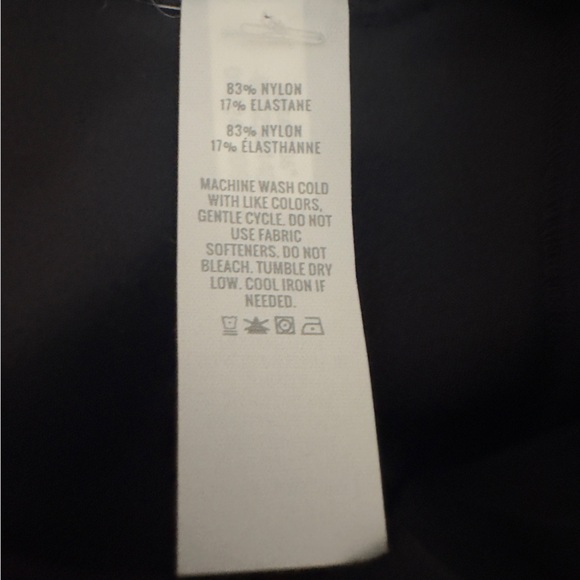 83% NYLON
17% ELASTANE
83% NYLON
17% ÉLASTHANNE
MACHINE WASH COLD
WITH LIKE COLORS,
GENTLE CYCLE. DO NOT
USE FABRIC
SOFTENERS. DO NOT
BLEACH. TUMBLE DRY
LOW. COOL IRON IF
NEEDED.